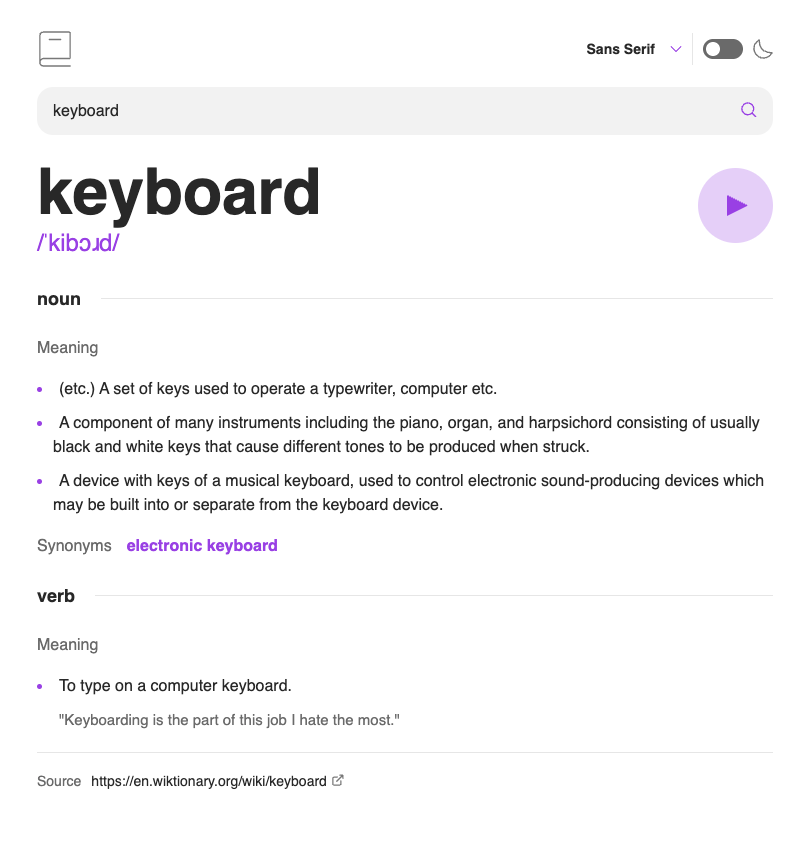 Sans Serif
keyboard
keyboard
/ˈkibɔɹd/
noun
Meaning
(etc.) A set of keys used to operate a typewriter, computer etc.
A component of many instruments including the piano, organ, and harpsichord consisting of usually
black and white keys that cause different tones to be produced when struck.
A device with keys of a musical keyboard, used to control electronic sound-producing devices which
may be built into or separate from the keyboard device.
Synonyms electronic keyboard
verb
Meaning
To type on a computer keyboard.
"Keyboarding is the part of this job I hate the most."
Source https://en.wiktionary.org/wiki/keyboard